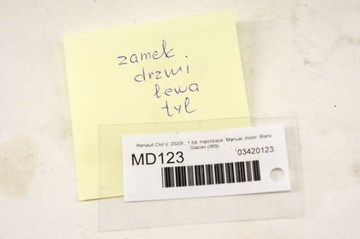 zamek
drzwi
lewa
tył
Renault Clio V, 2020r., 1.5d, Hatchback, Manual, Kolor: Blanc
Glacier (369)
MD123
03420123